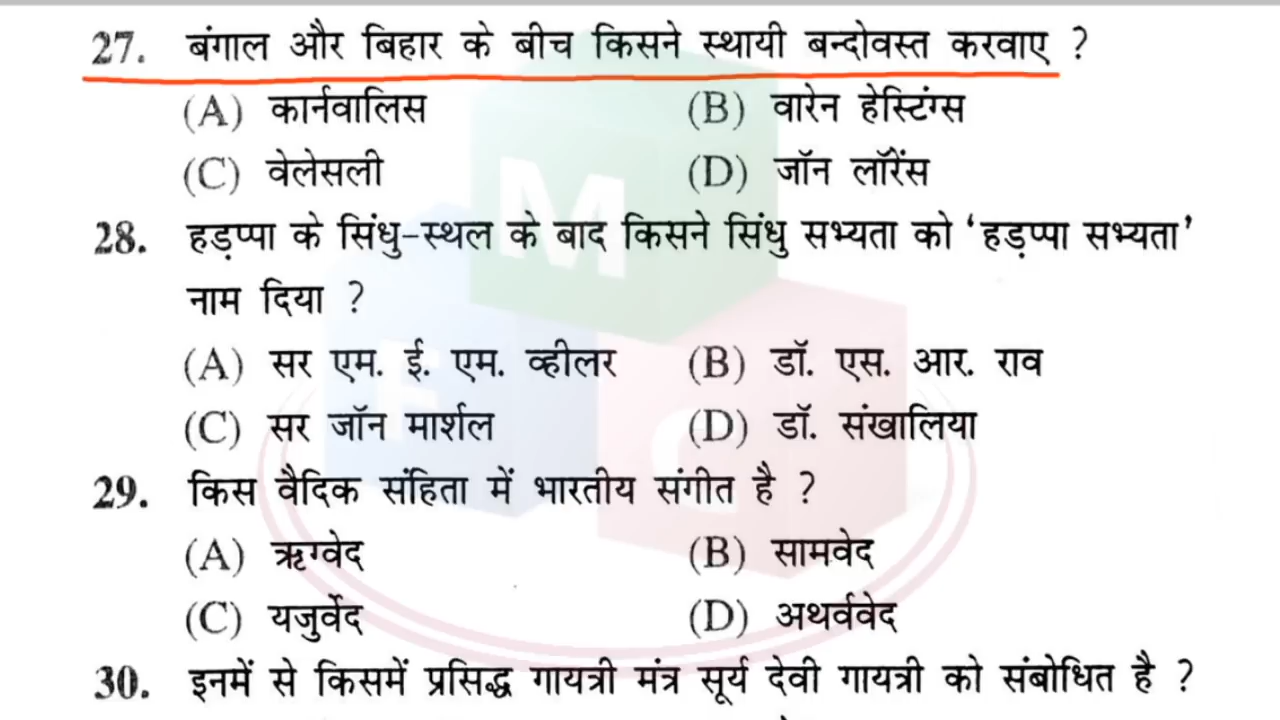 27. बंगाल और बिहार के बीच किसने स्थायी बन्दोवस्त करवाए ?
(A) कार्नवालिस (B) वारेन हेस्टिंग्स
(C) वेलेसली (D) जॉन लॉरेंस
28. हड़प्पा के सिंधु-स्थल के बाद किसने सिंधु सभ्यता को ‘हड़प्पा सभ्यता’
नाम दिया ?
(A) सर एम. ई. एम. व्हीलर (B) डॉ. एस. आर. राव
(C) सर जॉन मार्शल (D) डॉ. संखालिया
29. किस वैदिक संहिता में भारतीय संगीत है ?
(A) ऋग्वेद (B) सामवेद
(C) यजुर्वेद (D) अथर्ववेद
30. इनमें से किसमें प्रसिद्ध गायत्री मंत्र सूर्य देवी गायत्री को संबोधित है ?
M
E
C